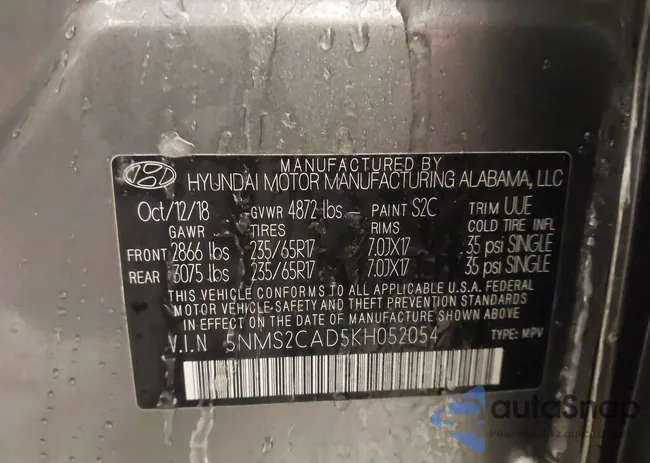 MANUFACTURED BY
HYUNDAI MOTOR MANUFACTURING ALABAMA, LLC
Oct/12/18 GVWR 4872 lbs PAINT S2C TRIM UUE
GAWR TIRES RIMS COLD TIRE INFL
FRONT 2866 lbs 235/65R17 7.0JX17 35 psi SINGLE
REAR 3075 lbs 235/65R17 7.0JX17 35 psi SINGLE
THIS VEHICLE CONFORMS TO ALL APPLICABLE U.S.A. FEDERAL
MOTOR VEHICLE-SAFETY AND THEFT PREVENTION STANDARDS
IN EFFECT ON THE DATE OF MANUFACTURE SHOWN ABOVE
V.I.N 5NMS2CAD5KH052054 TYPE: MPV
autoSnap